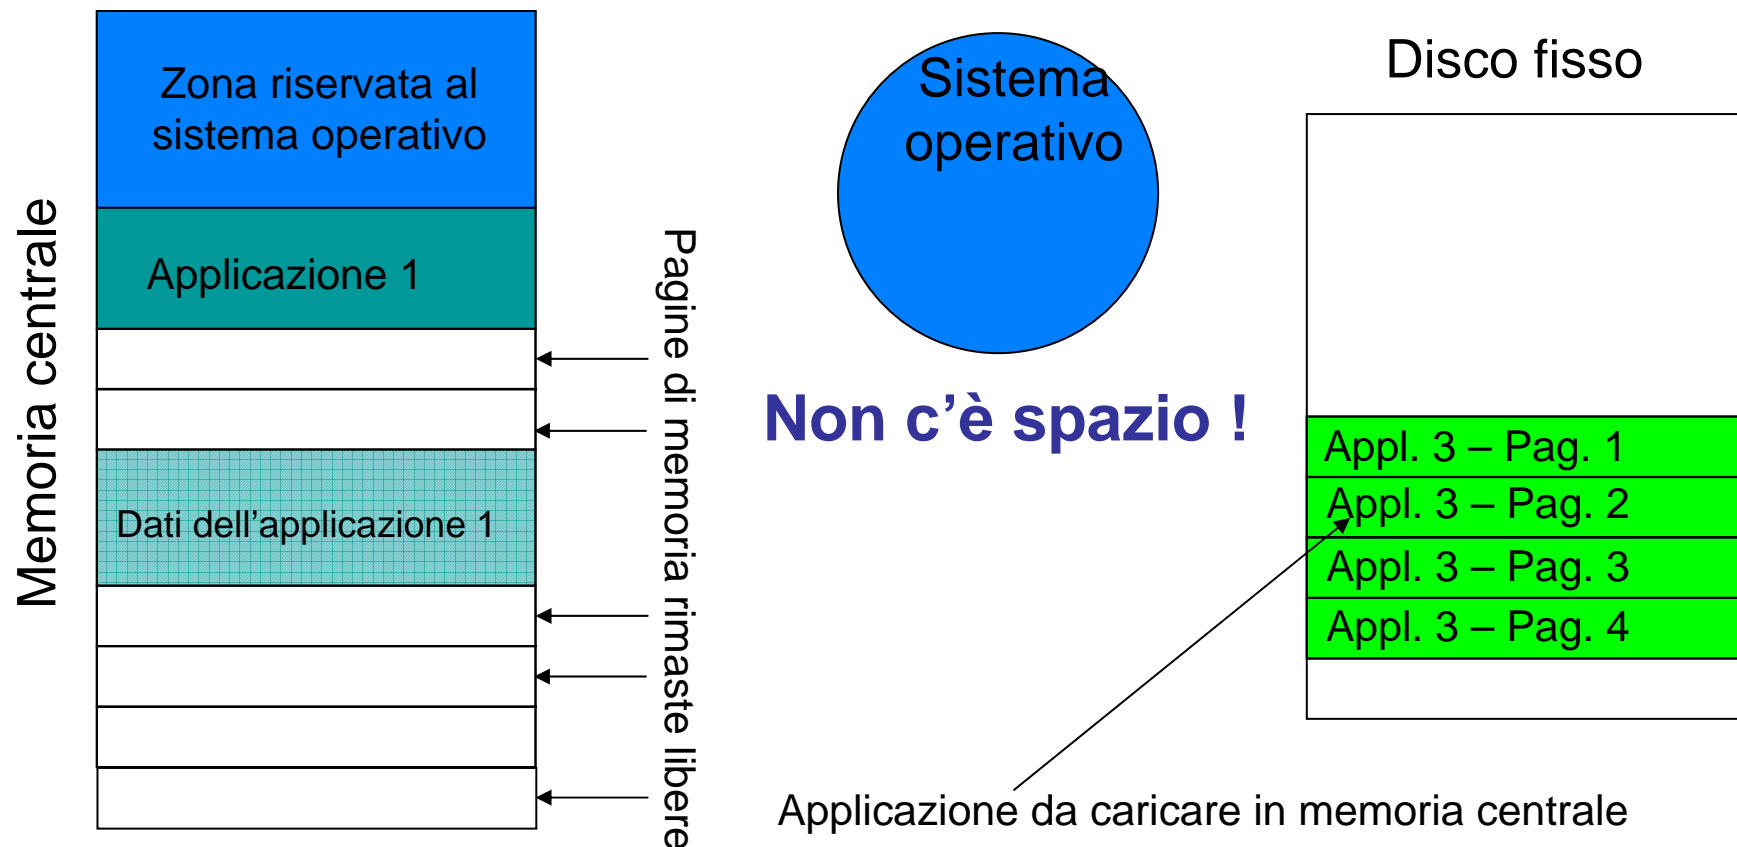 Memoria centrale
Zona riservata al
sistema operativo
Applicazione 1
Dati dell’applicazione 1
Pagine di memoria rimaste libere
Sistema
operativo
Non c’è spazio !
Disco fisso
Appl. 3 – Pag. 1
Appl. 3 – Pag. 2
Appl. 3 – Pag. 3
Appl. 3 – Pag. 4
Applicazione da caricare in memoria centrale